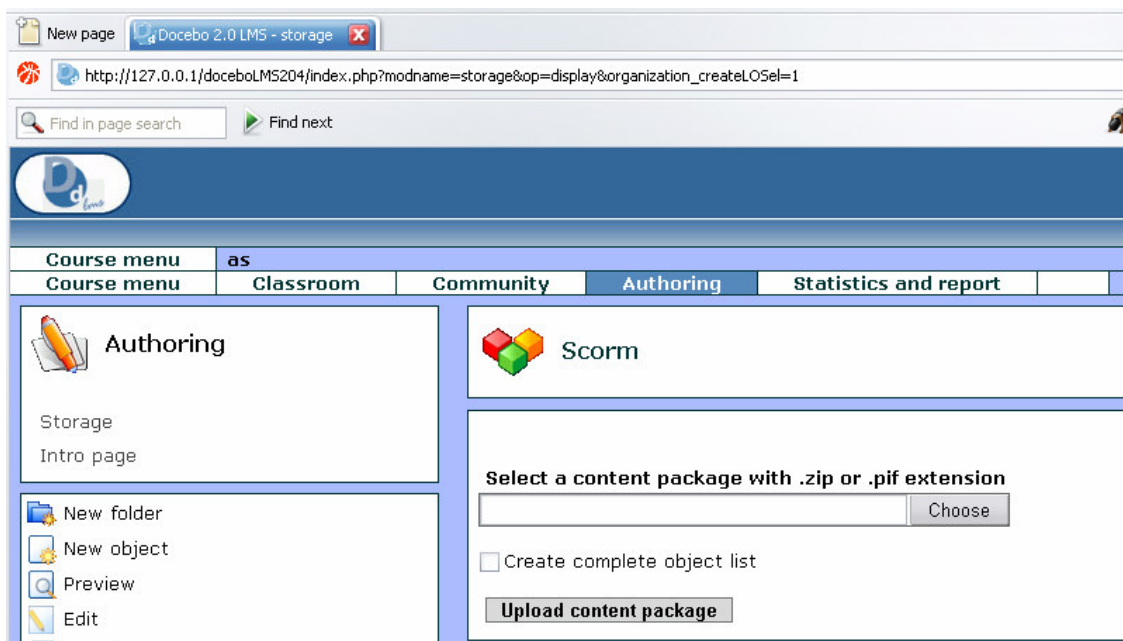 New page Docebo 2.0 LMS - storage
http://127.0.0.1/doceboLMS204/index.php?modname=storage&op=display&organization_createLOSel=1
Find in page search Find next
D d lms
Course menu as
Course menu Classroom Community Authoring Statistics and report
Authoring
Storage
Intro page
New folder
New object
Preview
Edit
Scorm
Select a content package with .zip or .pif extension
Choose
Create complete object list
Upload content package